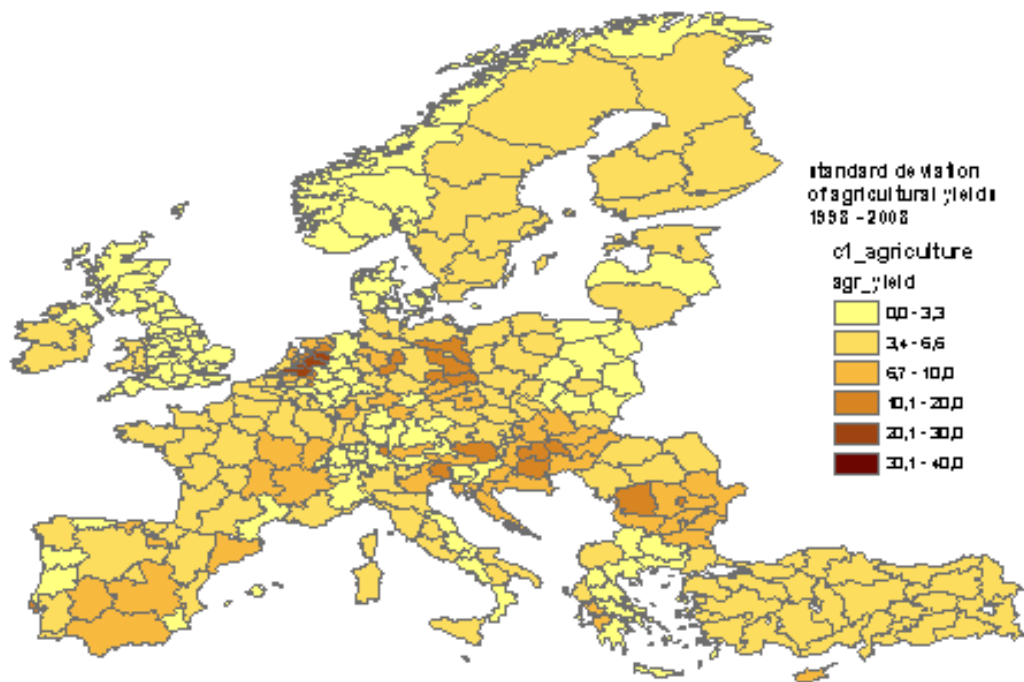 standard deviation
of agricultural yields
1998 - 2008
c1_agriculture
agr_yield
0,0 - 3,3
3,4 - 6,6
6,7 - 10,0
10,1 - 20,0
20,1 - 30,0
30,1 - 40,0